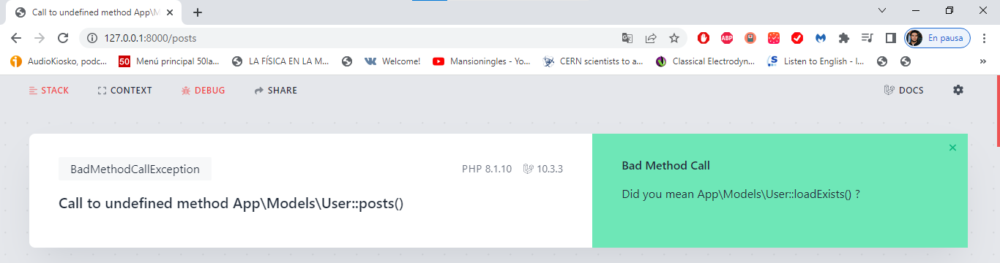 Call to undefined method App\M
127.0.0.1:8000/posts
En pausa
AudioKiosko, podc...
50
Menú principal 50la...
LA FÍSICA EN LA M...
Welcome!
Mansioningles - Yo...
CERN scientists to a...
Classical Electrodyn...
Listen to English - I...
»
STACK
CONTEXT
DEBUG
SHARE
DOCS
BadMethodCallException
PHP 8.1.10
10.3.3
Call to undefined method App\Models\User::posts()
Bad Method Call
Did you mean App\Models\User::loadExists() ?